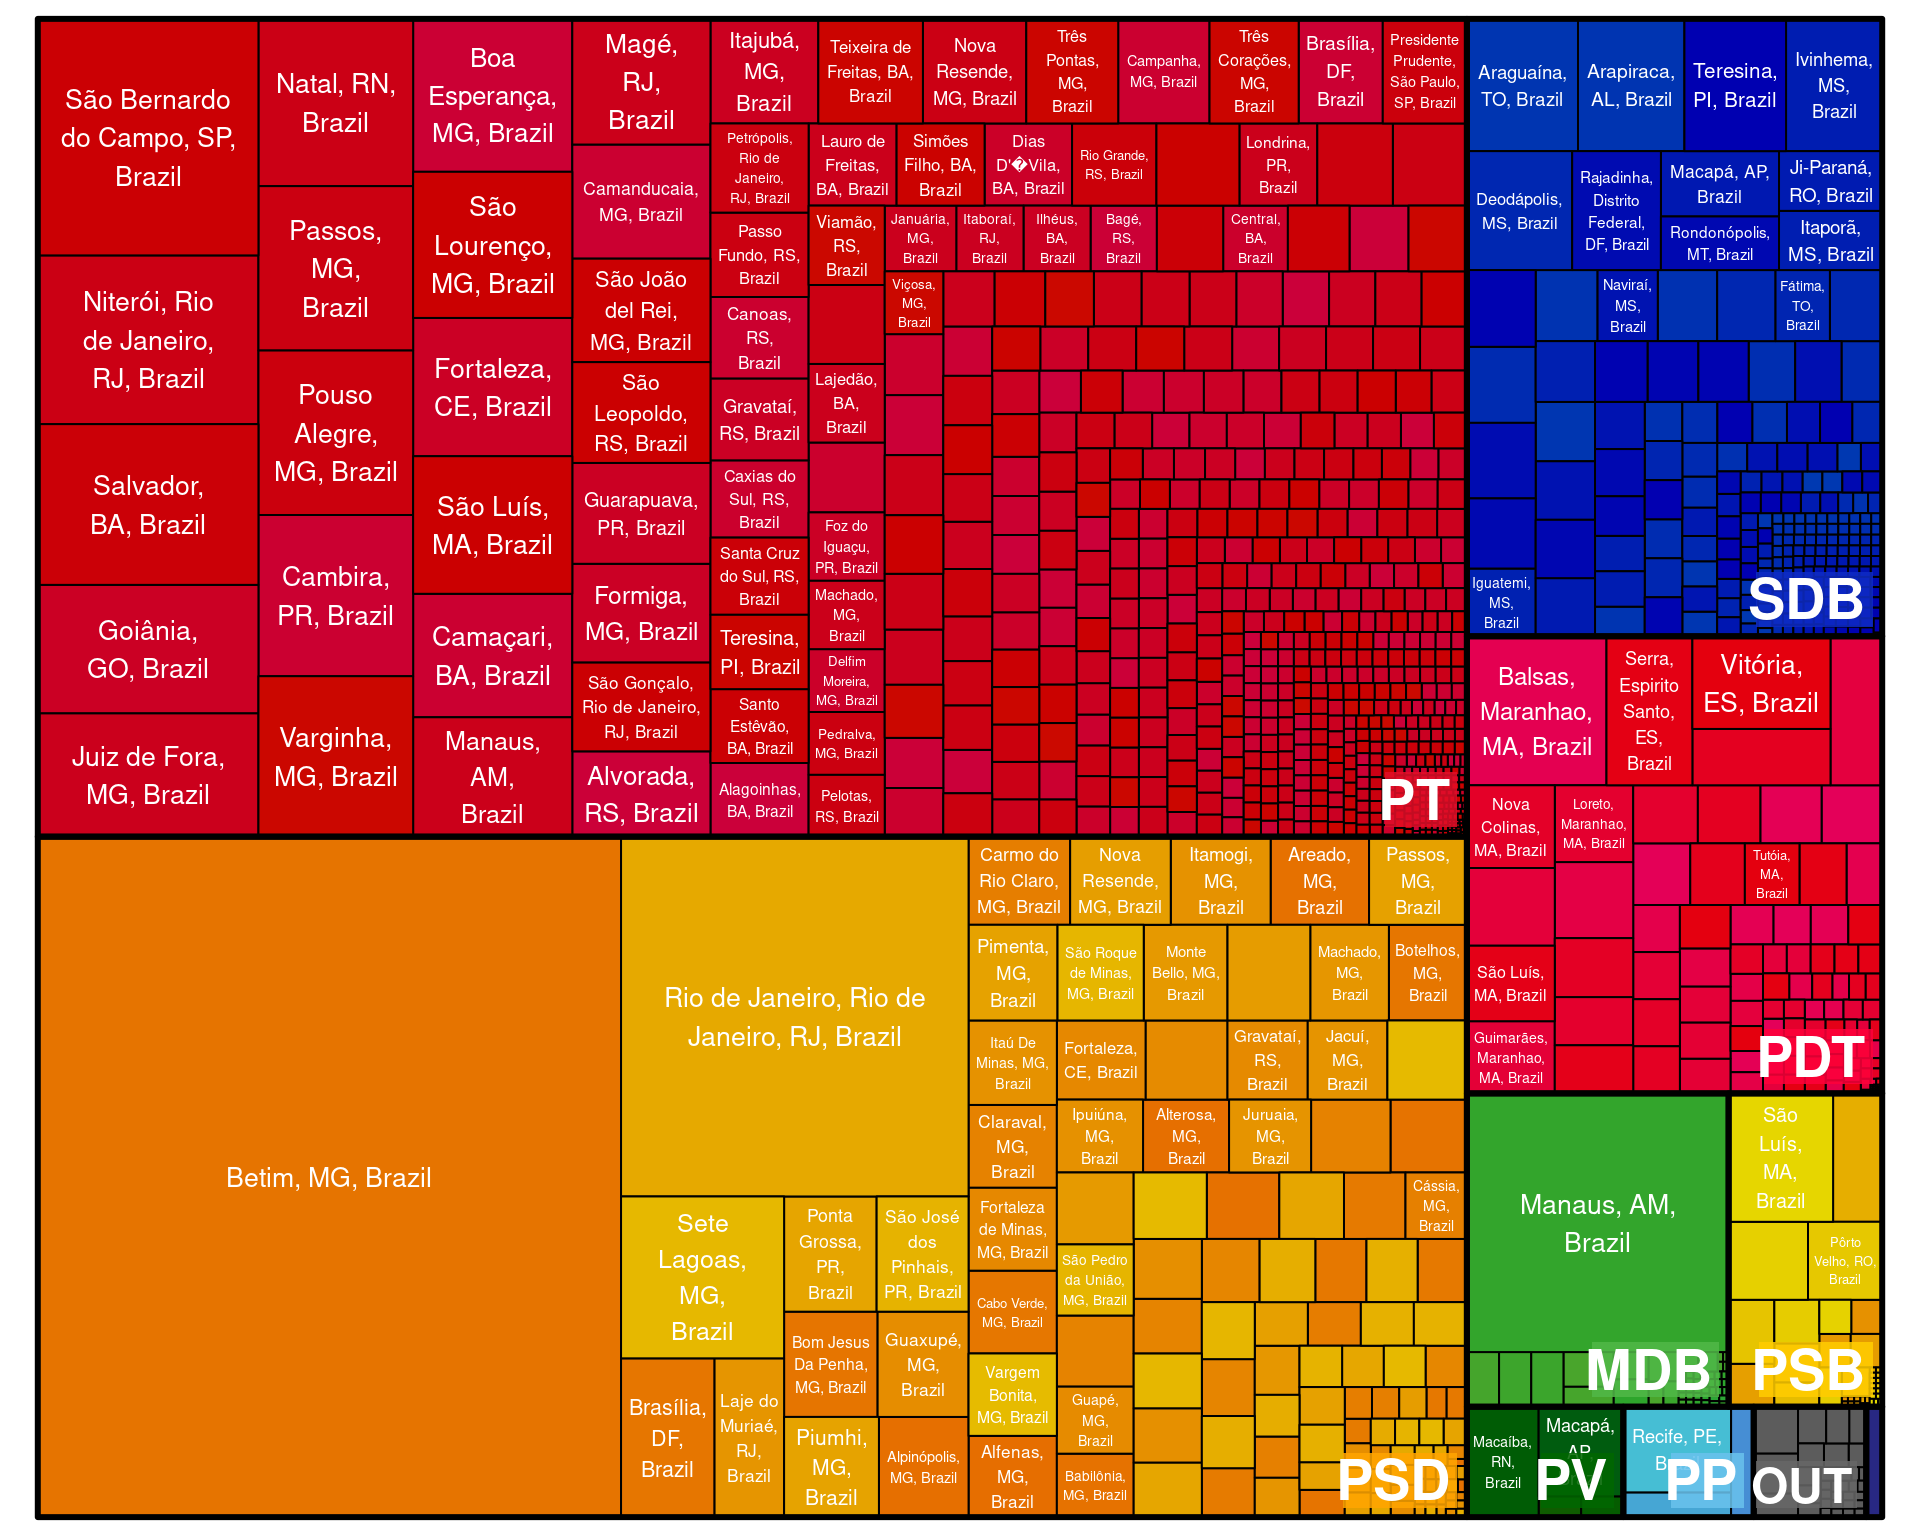 São Bernardo
do Campo, SP,
Brazil
Niterói, Rio
de Janeiro,
RJ, Brazil
Salvador,
BA, Brazil
Goiânia,
GO, Brazil
Juiz de Fora,
MG, Brazil
Natal, RN,
Brazil
Passos,
MG,
Brazil
Pouso
Alegre,
MG, Brazil
Cambira,
PR, Brazil
Varginha,
MG, Brazil
Boa
Esperança,
MG, Brazil
São
Lourenço,
MG, Brazil
Fortaleza,
CE, Brazil
São Luís,
MA, Brazil
Camaçari,
BA, Brazil
Manaus,
AM,
Brazil
Magé,
RJ,
Brazil
Camanducaia,
MG, Brazil
São João
del Rei,
MG, Brazil
São
Leopoldo,
RS, Brazil
Guarapuava,
PR, Brazil
Formiga,
MG, Brazil
São Gonçalo,
Rio de Janeiro,
RJ, Brazil
Alvorada,
RS, Brazil
Itajubá,
MG,
Brazil
Petrópolis,
Rio de
Janeiro,
RJ, Brazil
Passo
Fundo, RS,
Brazil
Canoas,
RS,
Brazil
Gravataí,
RS, Brazil
Caxias do
Sul, RS,
Brazil
Santa Cruz
do Sul, RS,
Brazil
Teresina,
PI, Brazil
Santo
Estêvão,
BA, Brazil
Alagoinhas,
BA, Brazil
Teixeira de
Freitas, BA,
Brazil
Nova
Resende,
MG, Brazil
Três
Pontas,
MG,
Brazil
Campanha,
MG, Brazil
Três
Corações,
MG,
Brazil
Brasília,
DF,
Brazil
Presidente
Prudente,
São Paulo,
SP, Brazil
Lauro de
Freitas,
BA, Brazil
Simões
Filho, BA,
Brazil
Dias
D'�Vila,
BA, Brazil
Rio Grande,
RS, Brazil
Londrina,
PR,
Brazil
Viamão,
RS,
Brazil
Januária,
MG,
Brazil
Itaboraí,
RJ,
Brazil
Ilhéus,
BA,
Brazil
Bagé,
RS,
Brazil
Central,
BA,
Brazil
Viçosa,
MG,
Brazil
Lajedão,
BA,
Brazil
Foz do
Iguaçu,
PR, Brazil
Machado,
MG,
Brazil
Delfim
Moreira,
MG, Brazil
Pedralva,
MG, Brazil
Pelotas,
RS, Brazil
PT
Araguaína,
TO, Brazil
Arapiraca,
AL, Brazil
Teresina,
PI, Brazil
Ivinhema,
MS,
Brazil
Deodápolis,
MS, Brazil
Rajadinha,
Distrito
Federal,
DF, Brazil
Macapá, AP,
Brazil
Rondonópolis,
MT, Brazil
Ji-Paraná,
RO, Brazil
Itaporã,
MS, Brazil
Naviraí,
MS,
Brazil
Fátima,
TO,
Brazil
Iguatemi,
MS,
Brazil
SDB
Balsas,
Maranhao,
MA, Brazil
Serra,
Espirito
Santo,
ES,
Brazil
Vitória,
ES, Brazil
Nova
Colinas,
MA, Brazil
Loreto,
Maranhao,
MA, Brazil
Tutóia,
MA,
Brazil
São Luís,
MA, Brazil
Guimarães,
Maranhao,
MA, Brazil
PDT
Betim, MG, Brazil
Rio de Janeiro, Rio de
Janeiro, RJ, Brazil
Sete
Lagoas,
MG,
Brazil
Brasília,
DF,
Brazil
Laje do
Muriaé,
RJ,
Brazil
Ponta
Grossa,
PR,
Brazil
São José
dos
Pinhais,
PR, Brazil
Bom Jesus
Da Penha,
MG, Brazil
Guaxupé,
MG,
Brazil
Piumhi,
MG,
Brazil
Alpinópolis,
MG, Brazil
Carmo do
Rio Claro,
MG, Brazil
Nova
Resende,
MG, Brazil
Itamogi,
MG,
Brazil
Areado,
MG,
Brazil
Passos,
MG,
Brazil
Pimenta,
MG,
Brazil
São Roque
de Minas,
MG, Brazil
Monte
Bello, MG,
Brazil
Machado,
MG,
Brazil
Botelhos,
MG,
Brazil
Itaú De
Minas, MG,
Brazil
Fortaleza,
CE, Brazil
Gravataí,
RS,
Brazil
Jacuí,
MG,
Brazil
Claraval,
MG,
Brazil
Ipuiúna,
MG,
Brazil
Alterosa,
MG,
Brazil
Juruaia,
MG,
Brazil
Fortaleza
de Minas,
MG, Brazil
Cássia,
MG,
Brazil
São Pedro
da União,
MG, Brazil
Cabo Verde,
MG, Brazil
Vargem
Bonita,
MG, Brazil
Guapé,
MG,
Brazil
Alfenas,
MG,
Brazil
Babilônia,
MG, Brazil
PSD
Manaus, AM,
Brazil
MDB
São
Luís,
MA,
Brazil
Pôrto
Velho, RO,
Brazil
PSB
Macaíba,
RN,
Brazil
Macapá,
AP,
PV
Recife, PE,
PP
OUT